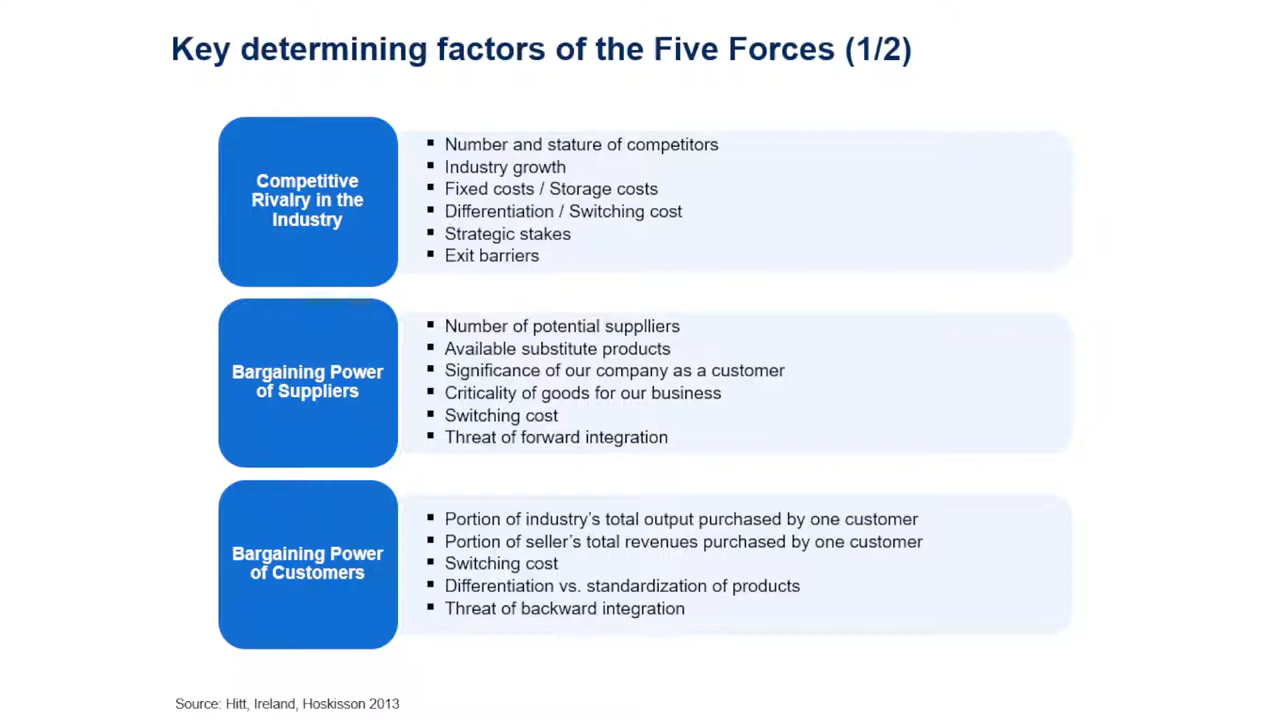 Key determining factors of the Five Forces (1/2)
Competitive
Rivalry in the
Industry
▪ Number and stature of competitors
▪ Industry growth
▪ Fixed costs / Storage costs
▪ Differentiation / Switching cost
▪ Strategic stakes
▪ Exit barriers
Bargaining Power
of Suppliers
▪ Number of potential supplliers
▪ Available substitute products
▪ Significance of our company as a customer
▪ Criticality of goods for our business
▪ Switching cost
▪ Threat of forward integration
Bargaining Power
of Customers
▪ Portion of industry’s total output purchased by one customer
▪ Portion of seller’s total revenues purchased by one customer
▪ Switching cost
▪ Differentiation vs. standardization of products
▪ Threat of backward integration
Source: Hitt, Ireland, Hoskisson 2013